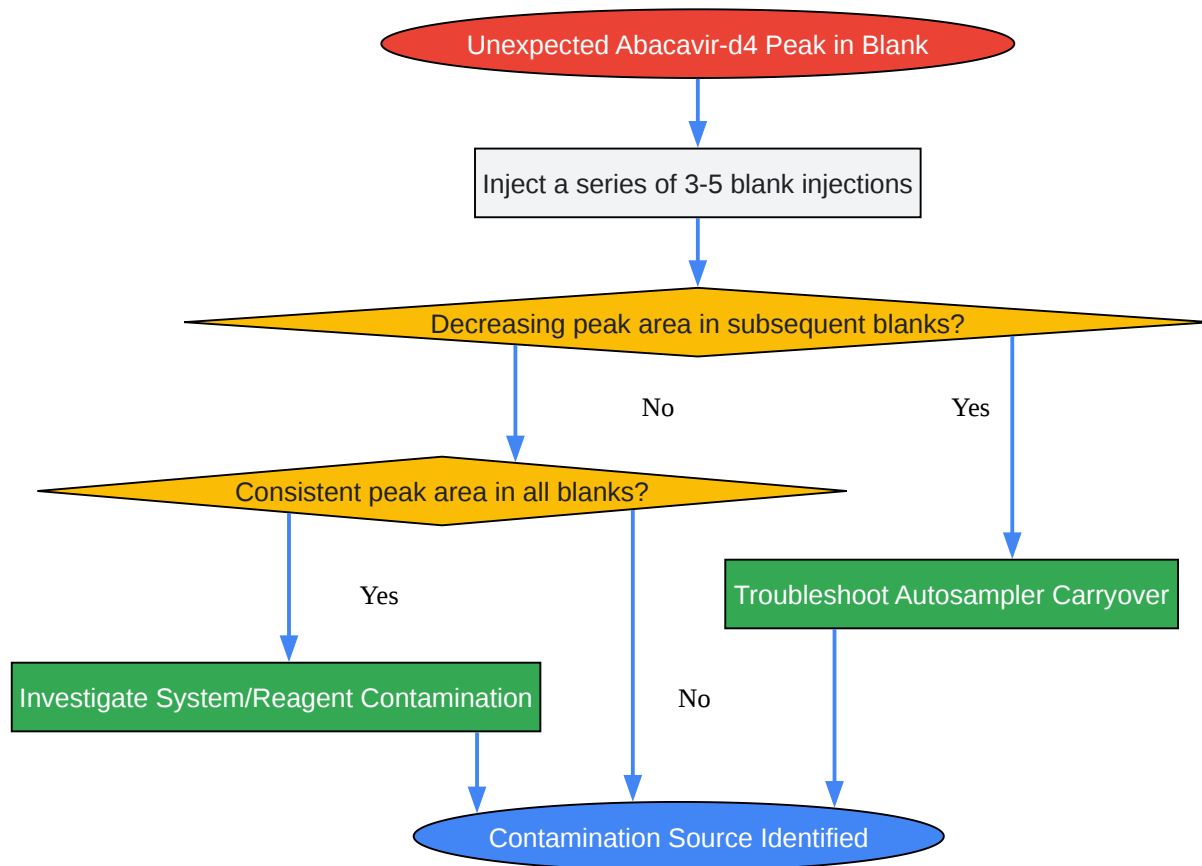 Unexpected Abacavir-d4 Peak in Blank
Inject a series of 3-5 blank injections
Decreasing peak area in subsequent blanks?
No
Yes
Consistent peak area in all blanks?
Yes
Troubleshoot Autosampler Carryover
Investigate System/Reagent Contamination
No
Contamination Source Identified